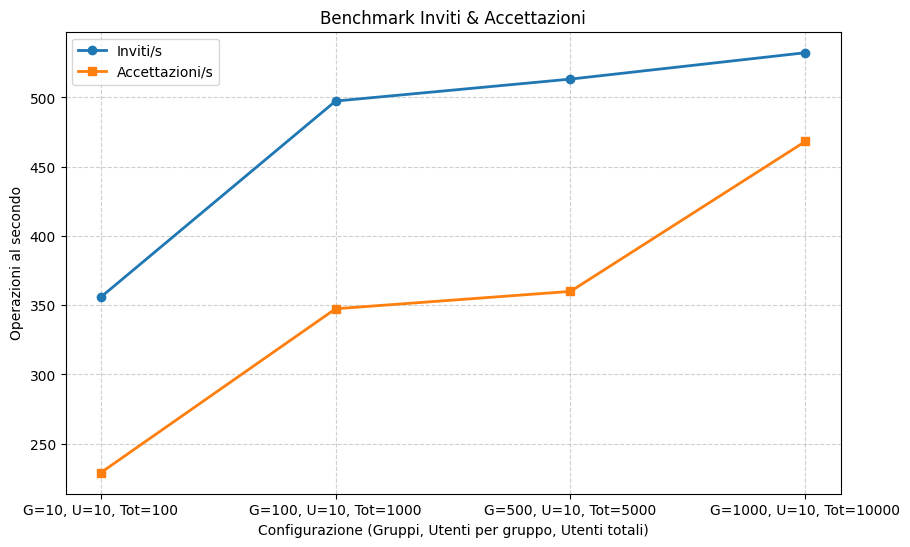 Benchmark Inviti & Accettazioni
Inviti/s
Accettazioni/s
Operazioni al secondo
500
450
400
350
300
250
G=10, U=10, Tot=100
G=100, U=10, Tot=1000
G=500, U=10, Tot=5000
G=1000, U=10, Tot=10000
Configurazione (Gruppi, Utenti per gruppo, Utenti totali)